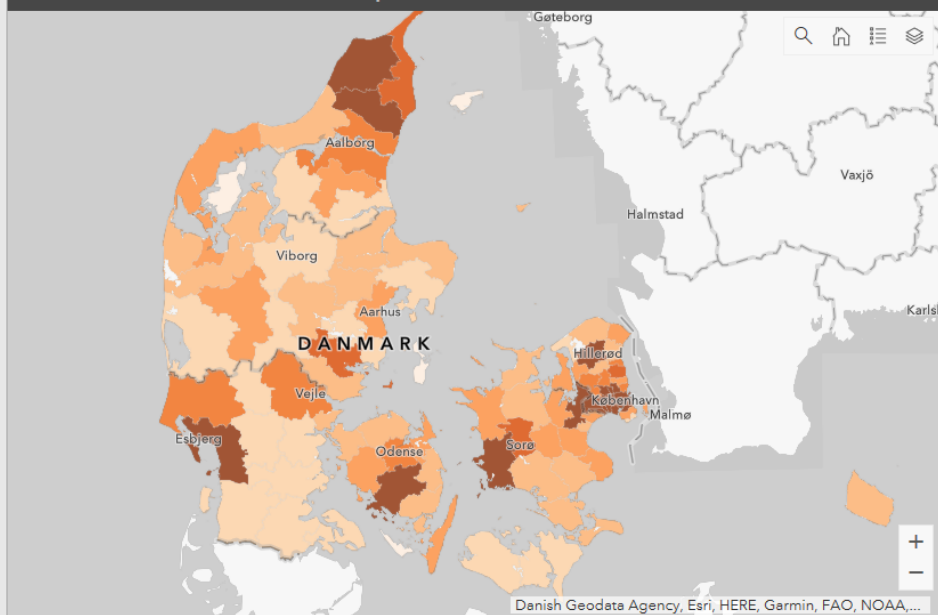 Göteborg
Vaxjö
Aalborg
Halmstad
Viborg
Karlsl
Aarhus
DANMARK
Hillerød
Vejle
København
Malmø
Esbjerg
Sorø
Odense
+
−
Danish Geodata Agency, Esri, HERE, Garmin, FAO, NOAA,...